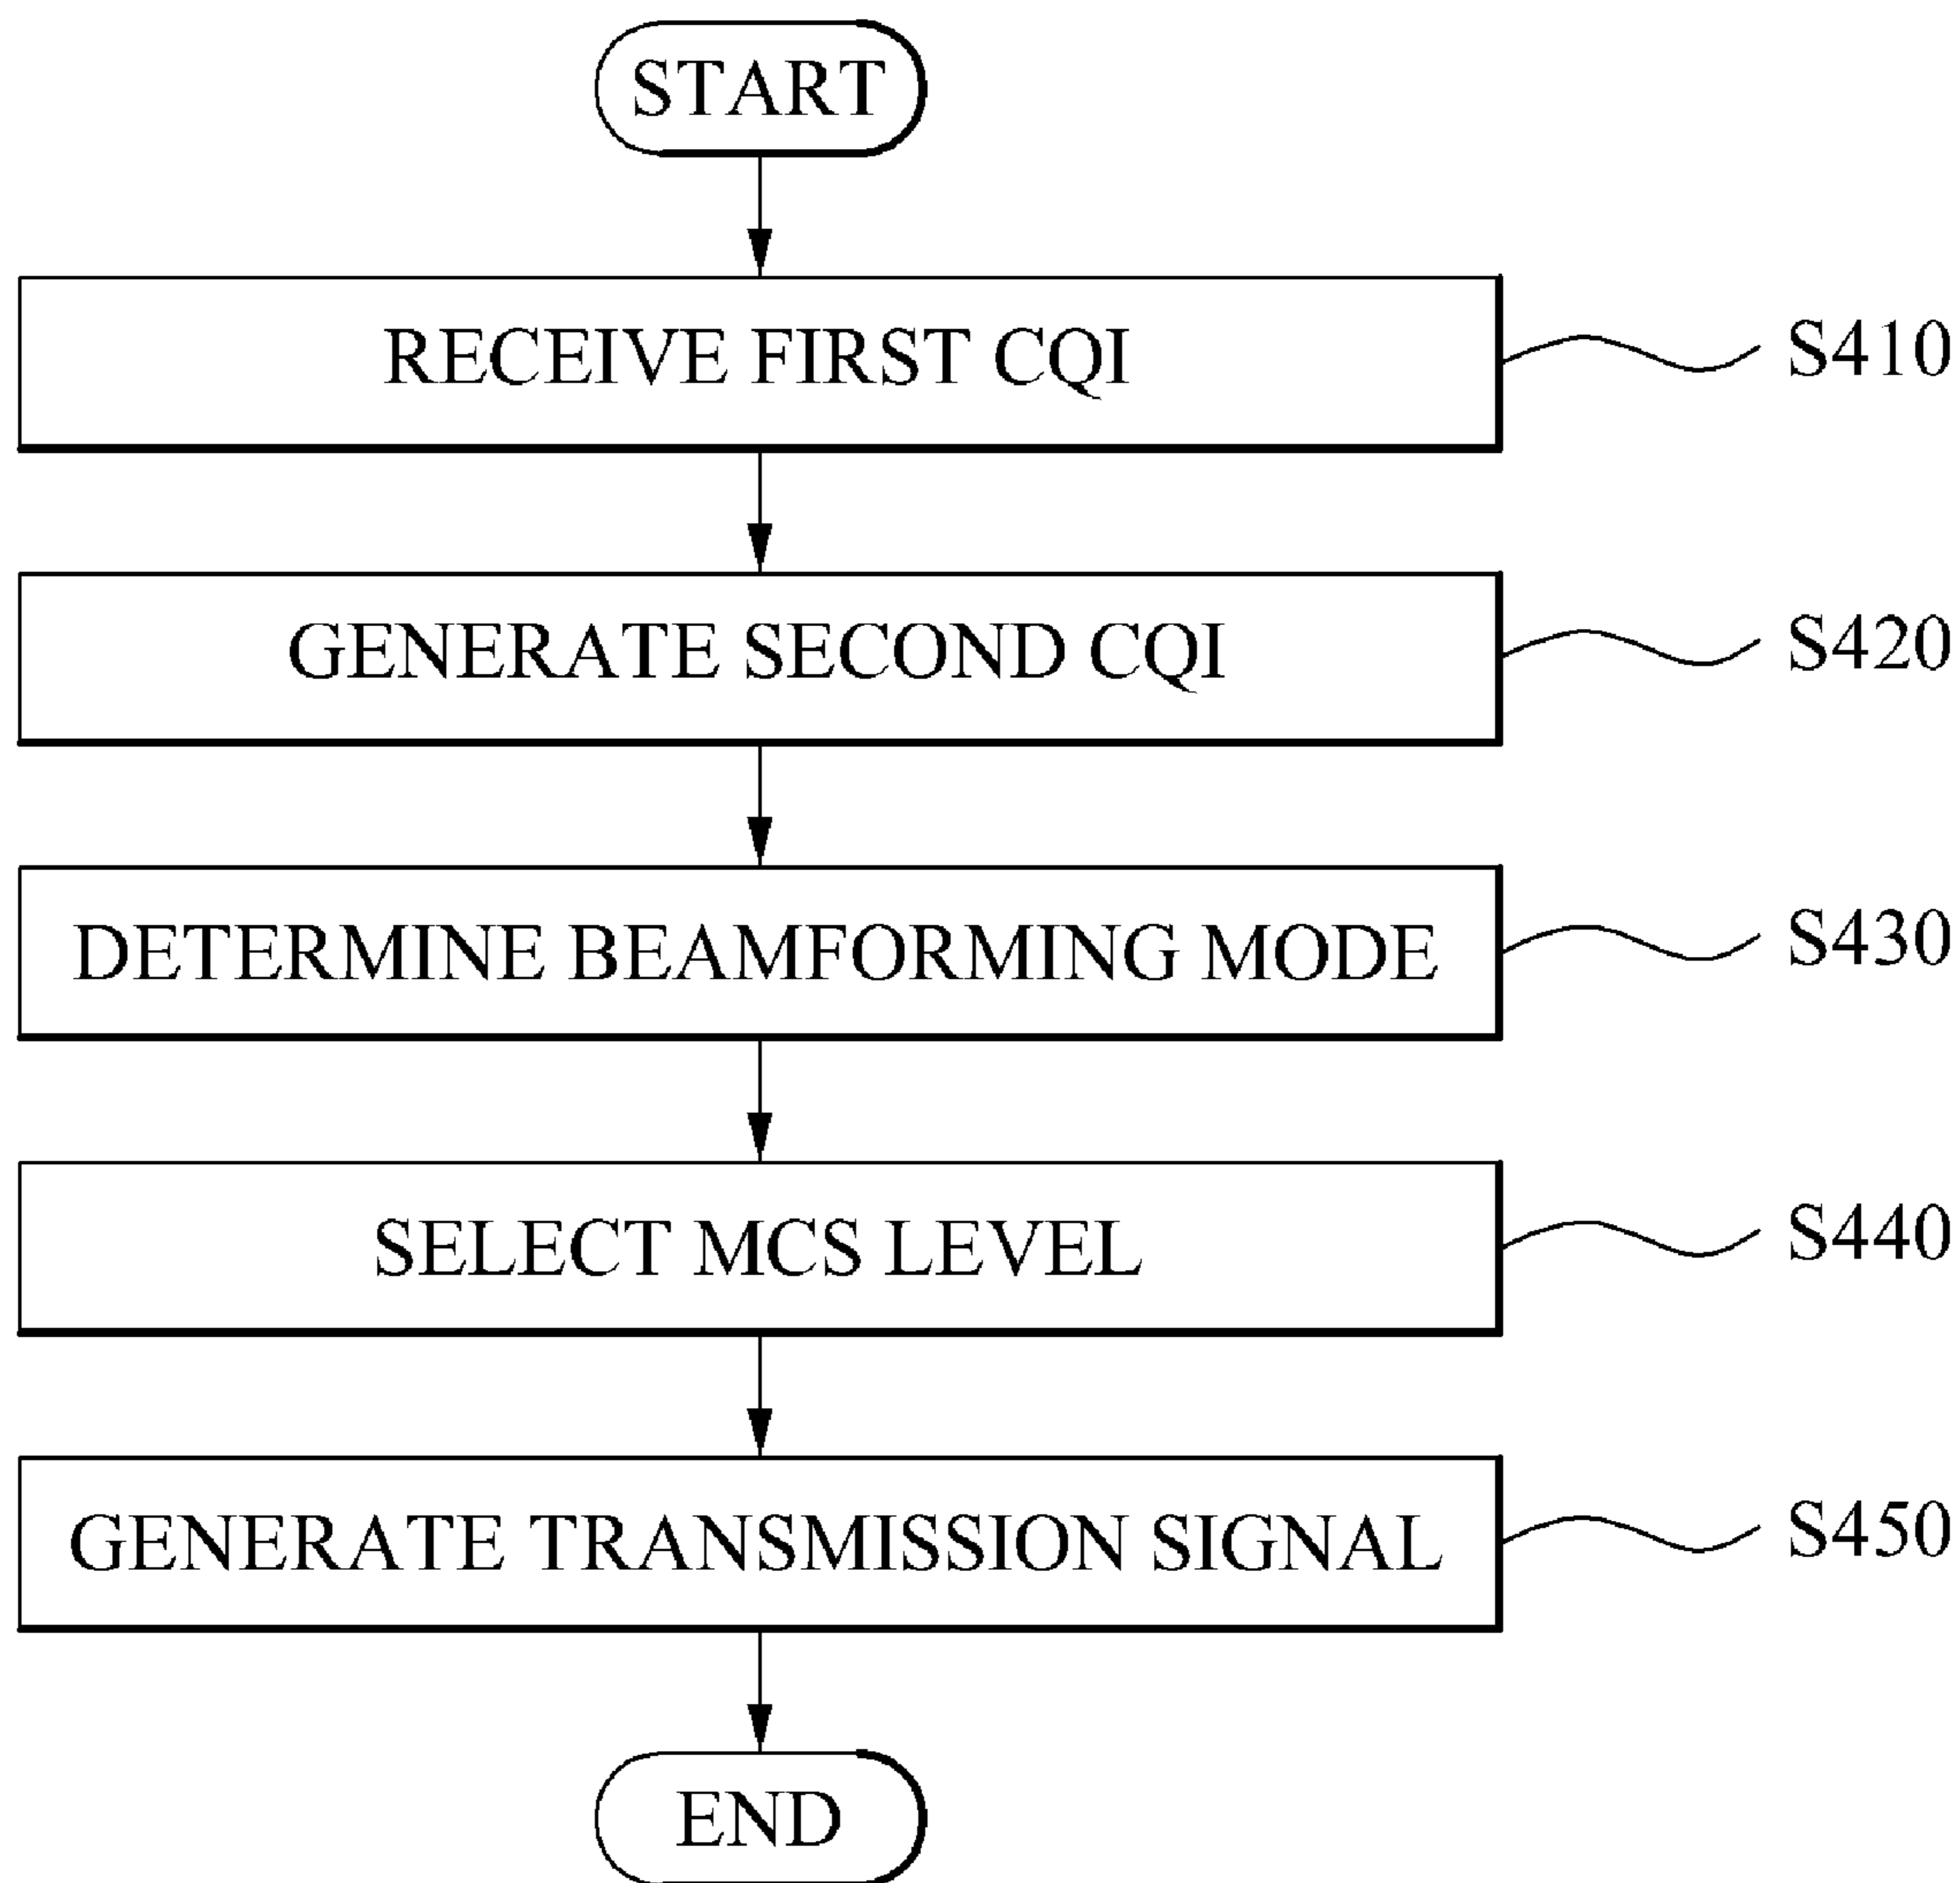 START
RECEIVE FIRST CQI
S410
GENERATE SECOND CQI
S420
DETERMINE BEAMFORMING MODE
S430
SELECT MCS LEVEL
S440
GENERATE TRANSMISSION SIGNAL
S450
END